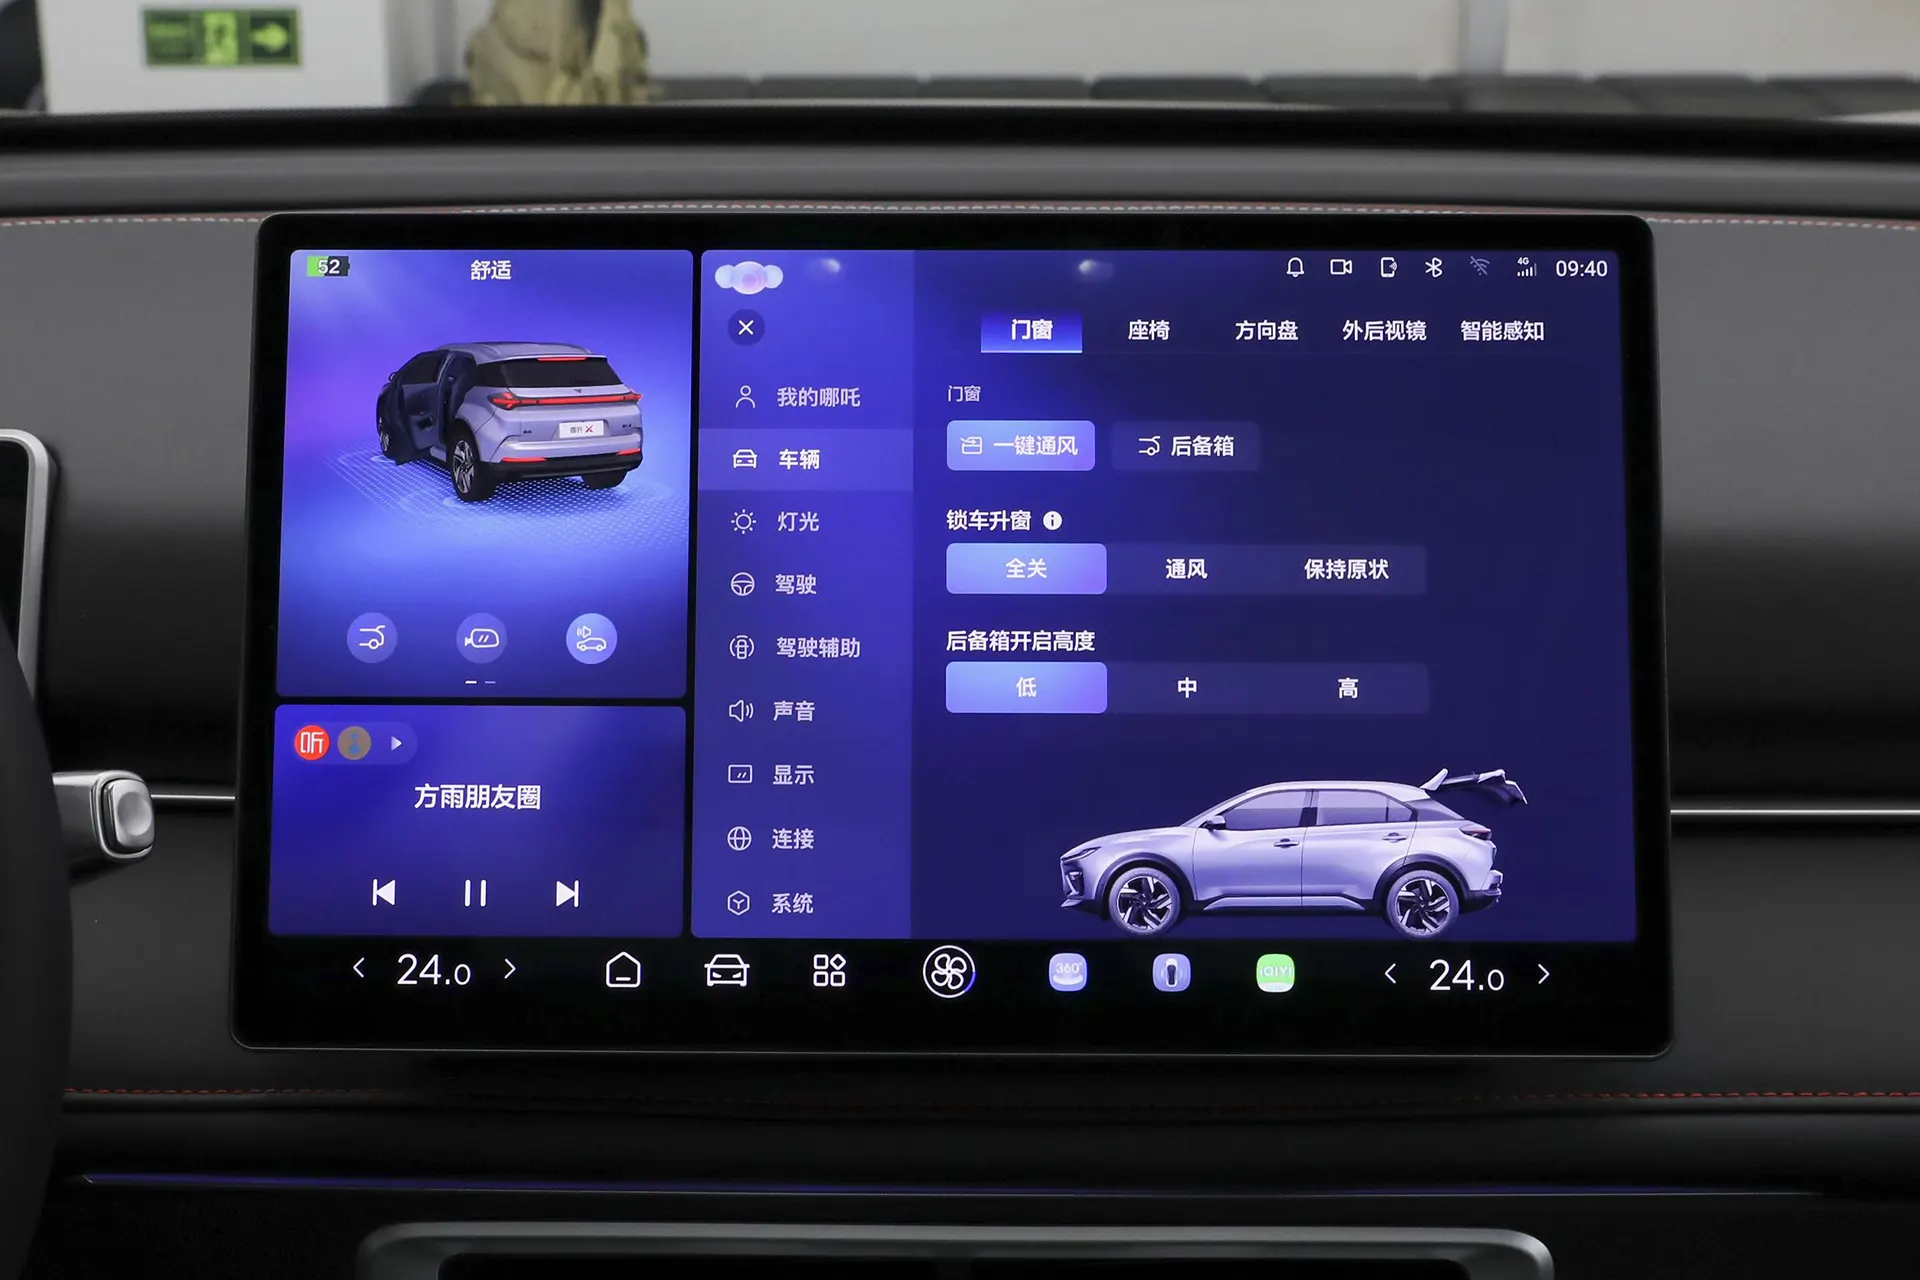 52
舒适
听
方雨朋友圈
4G
09:40
我的哪吒
车辆
灯光
驾驶
驾驶辅助
声音
显示
连接
系统
门窗 座椅 方向盘 外后视镜 智能感知
门窗
一键通风 后备箱
锁车升窗
全关 通风 保持原状
后备箱开启高度
低 中 高
24.0 360° iQIYI 24.0